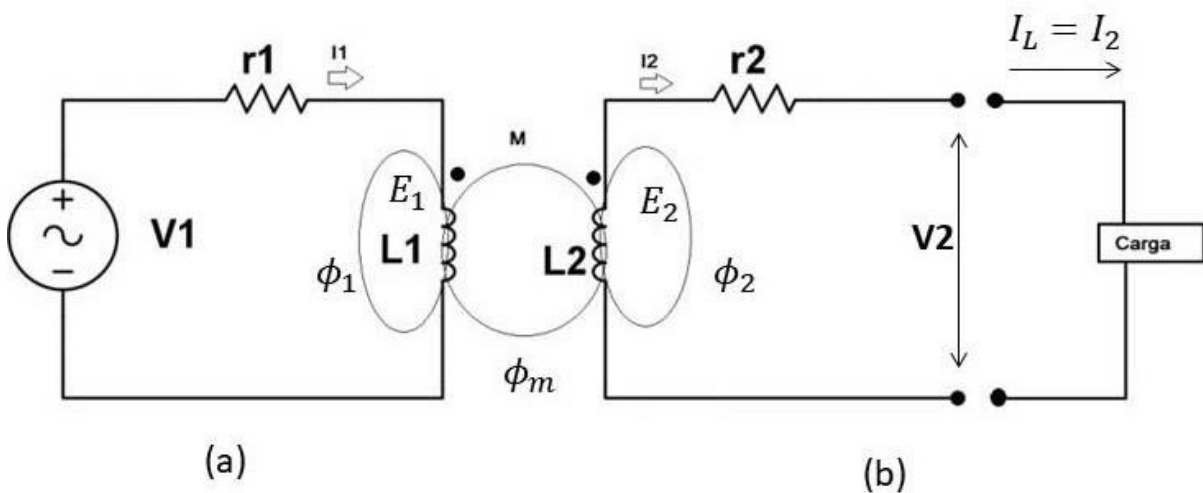 I_L = I_2
r1
I1
I2
r2
M
E_1
E_2
+
−
V1
L1
L2
V2
Carga
ϕ_1
ϕ_2
ϕ_m
(a)
(b)